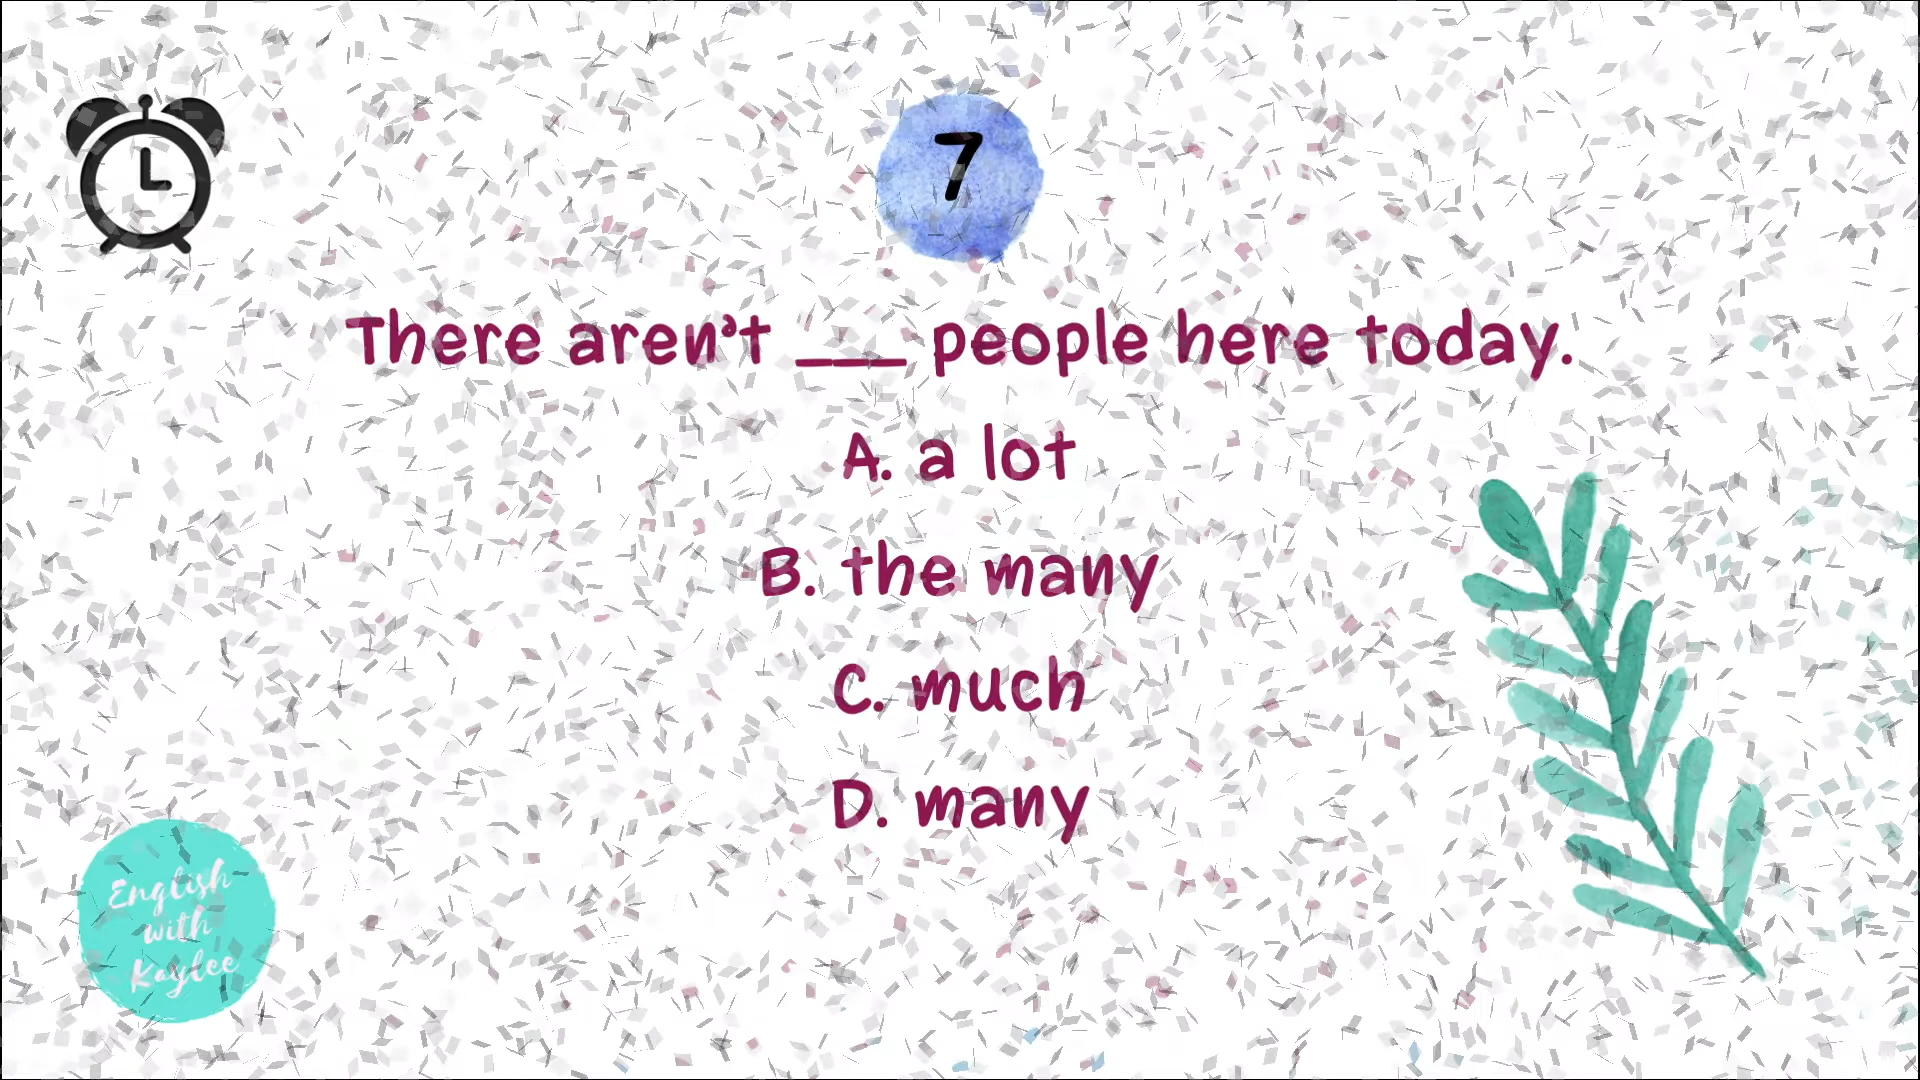 7
There aren't ___ people here today.
A. a lot
B. the many
C. much
D. many
English
with
Kaylee